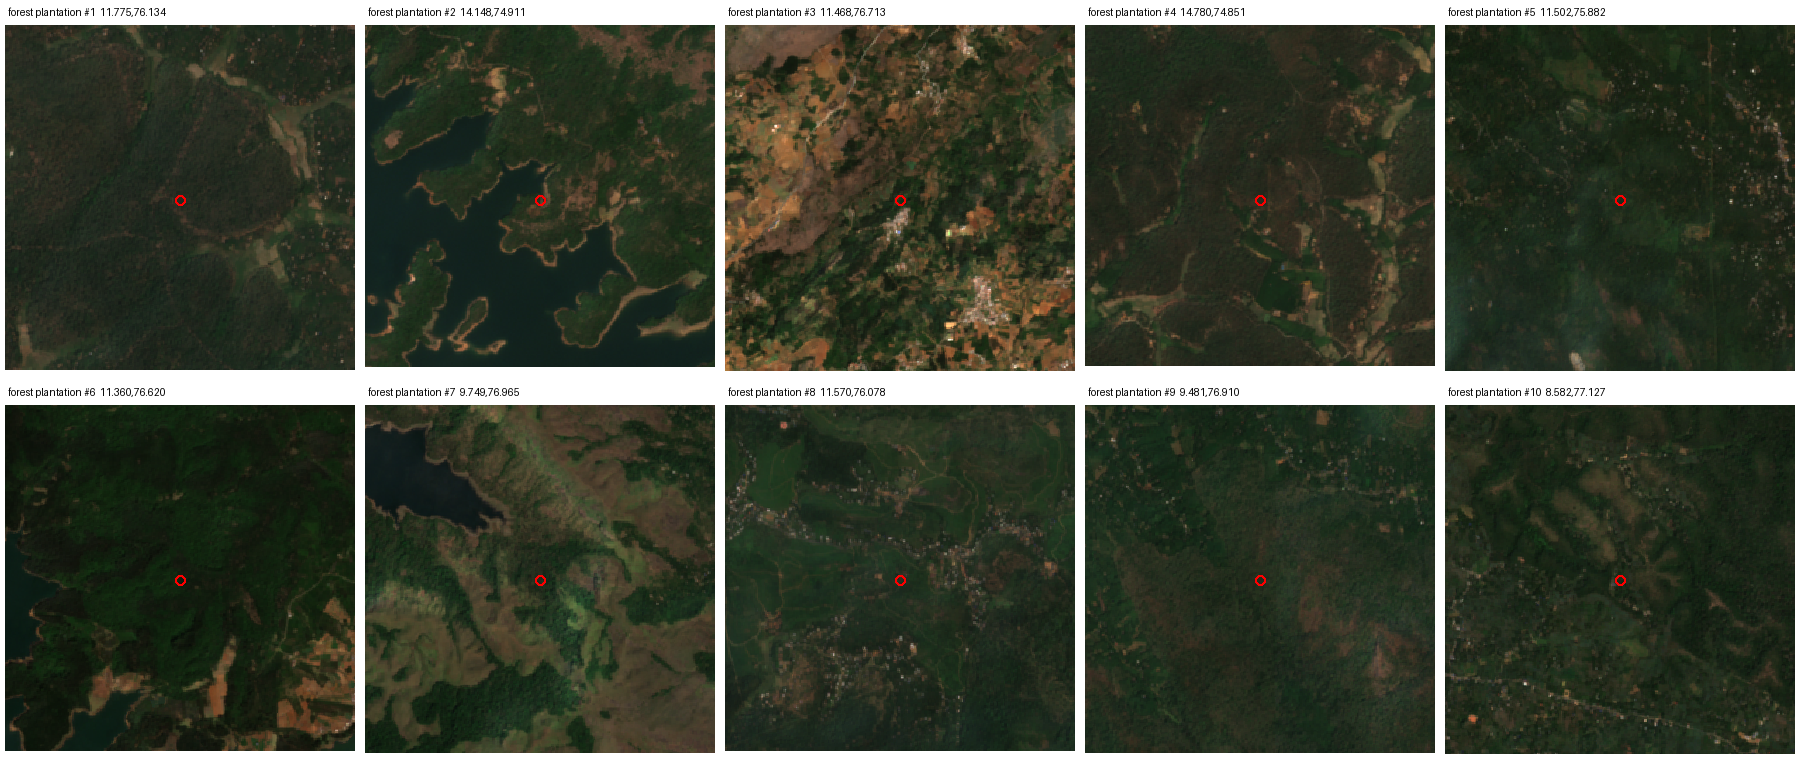 forest plantation #1 11.775,76.134
forest plantation #2 14.148,74.911
forest plantation #3 11.468,76.713
forest plantation #4 14.780,74.851
forest plantation #5 11.502,75.882
forest plantation #6 11.360,76.620
forest plantation #7 9.749,76.965
forest plantation #8 11.570,76.078
forest plantation #9 9.481,76.910
forest plantation #10 8.582,77.127